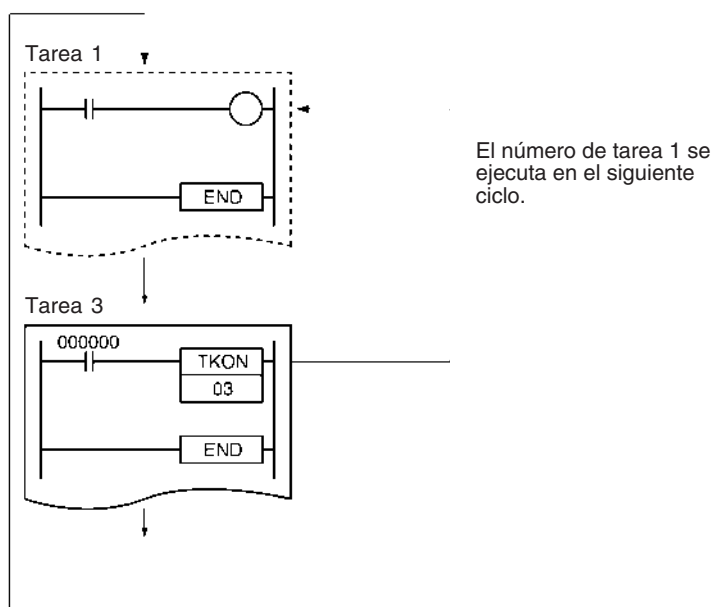 Tarea 1
END
El número de tarea 1 se
ejecuta en el siguiente
ciclo.
Tarea 3
000000
TKON
03
END